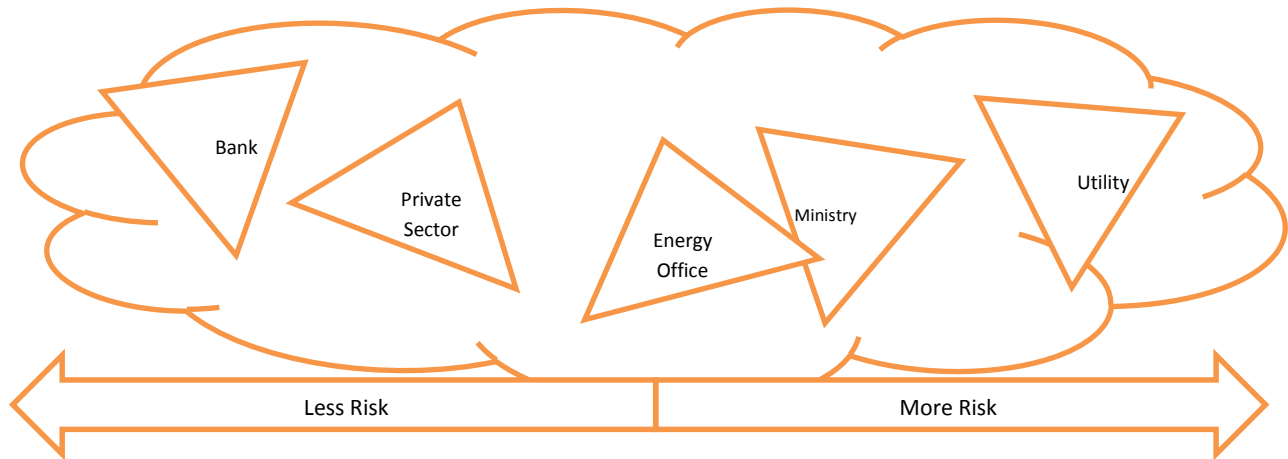 Bank
Private
Sector
Energy
Office
Ministry
Utility
Less Risk
More Risk